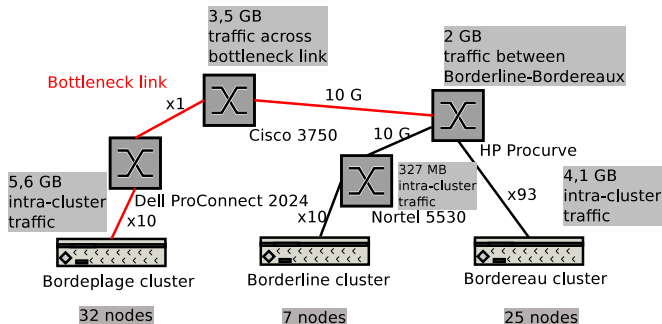 3,5 GB
traffic across
bottleneck link
2 GB
traffic between
Borderline-Bordereaux
Bottleneck link
x1
10 G
Cisco 3750
10 G
HP Procurve
5,6 GB
intra-cluster
traffic
Dell ProConnect 2024
x10
327 MB
intra-cluster
traffic
Nortel 5530
x10
x93
4,1 GB
intra-cluster
traffic
Bordeplage cluster
Borderline cluster
Bordereau cluster
32 nodes
7 nodes
25 nodes